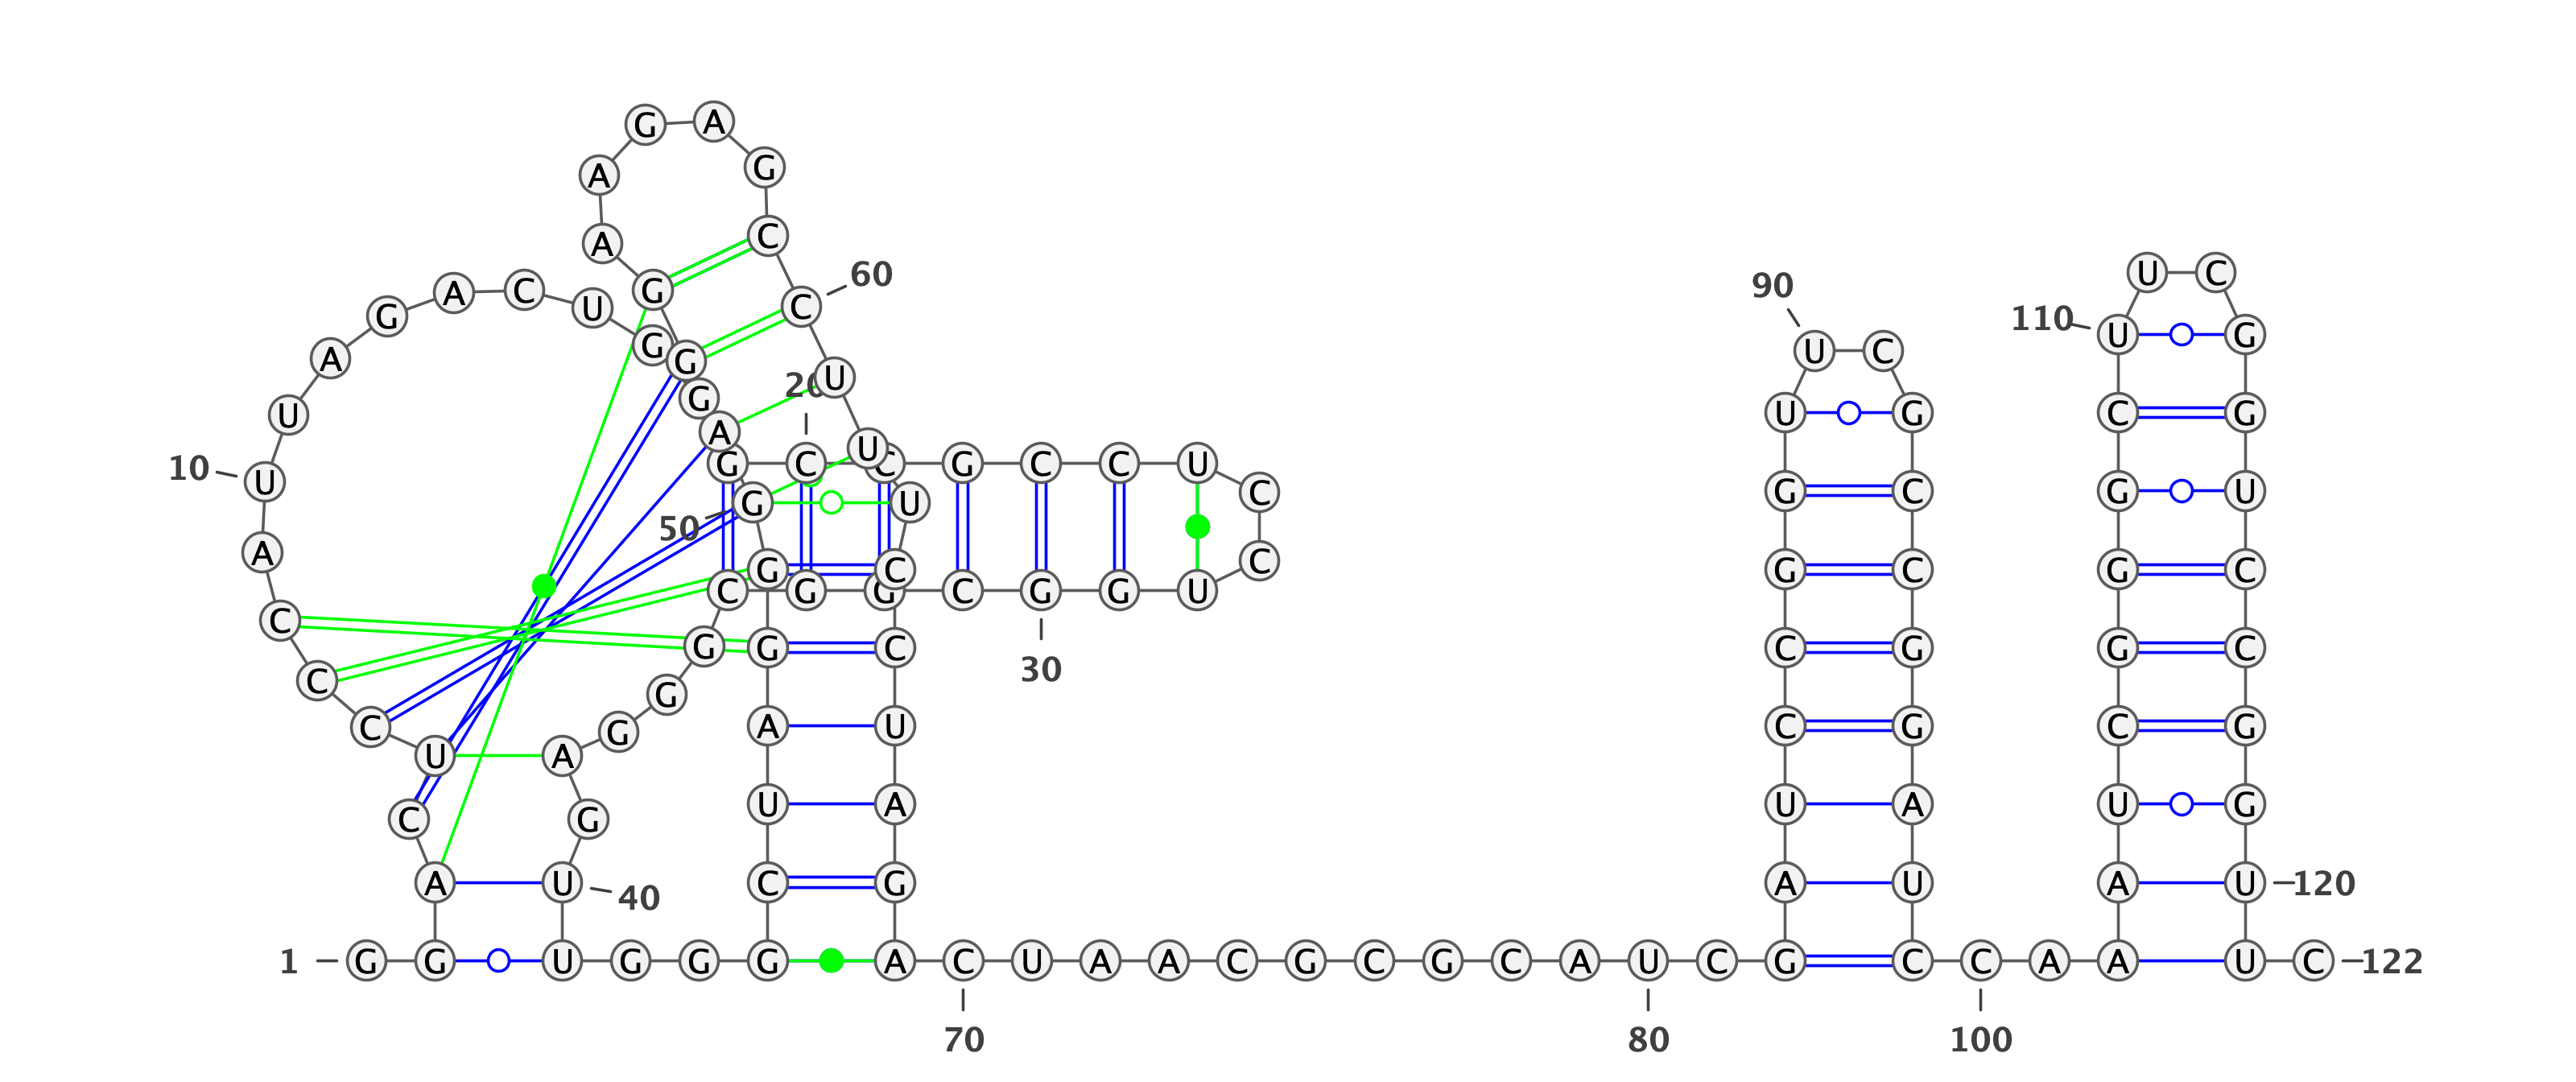 G A
A G
A C
60
U C
90
G A C G
G U C
110 U G
A G G U C
20 U
G
U U G C G
A
U
G C C G C C U
10 U
C G C G U
G U
50
A C
G C G C G C
C G G C G G U
C
G G C C G G C
30
C G
C G A U C G C G
U A
U A U A U G
C G
A U C G A U A U 120
40
1 G G U G G G A C U A A C G C G C A U C G C C A A U C 122
70 80 100